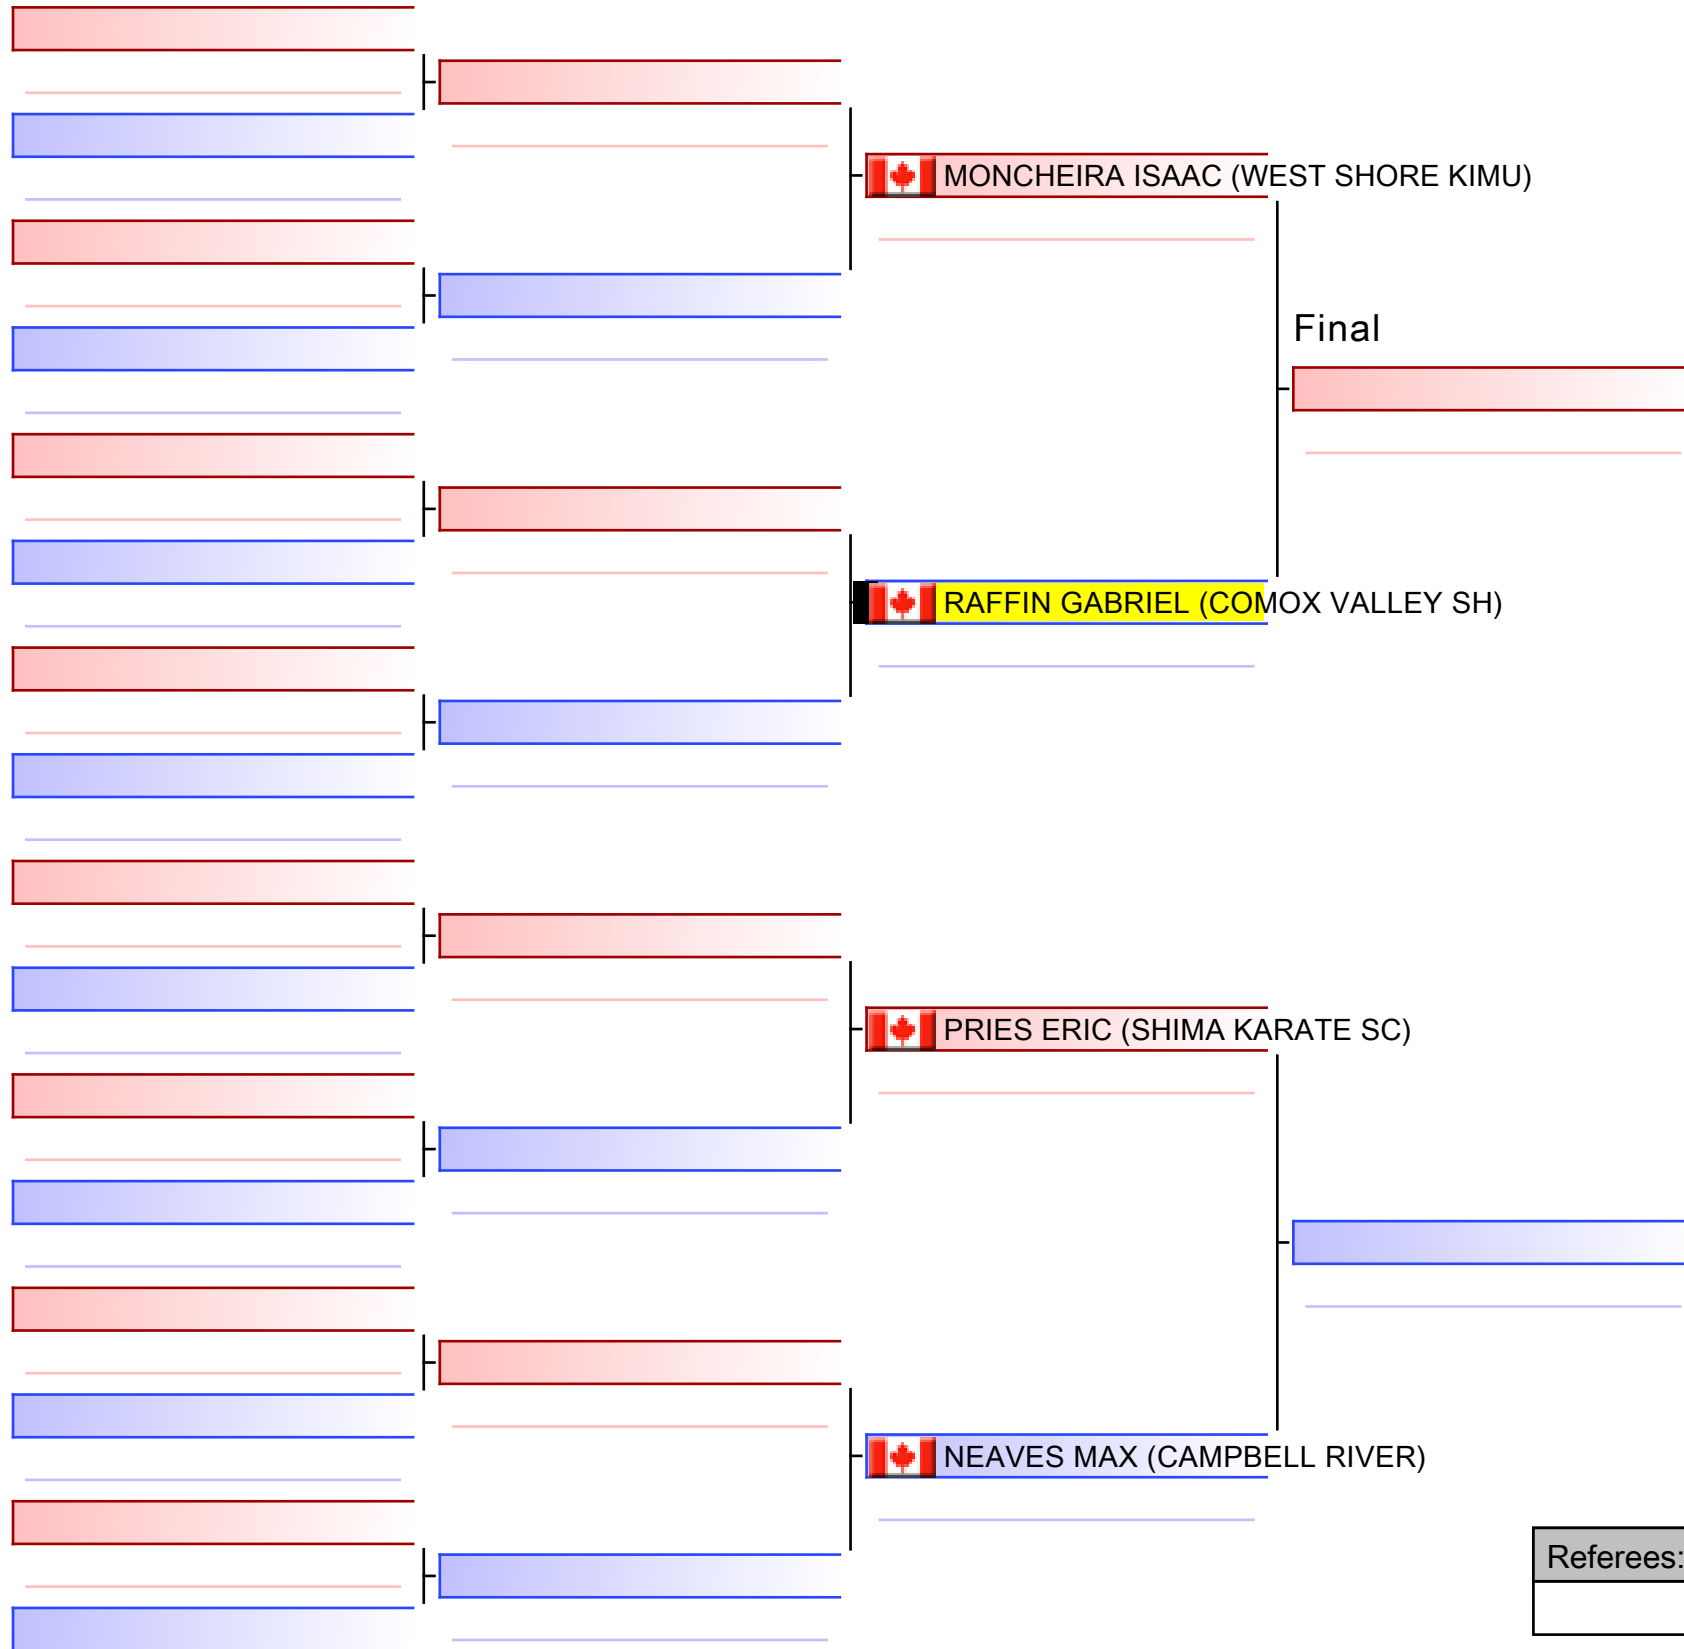 MONCHEIRA ISAAC (WEST SHORE KIMU)
Final
RAFFIN GABRIEL (COMOX VALLEY SH)
PRIES ERIC (SHIMA KARATE SC)
NEAVES MAX (CAMPBELL RIVER)
Referees: